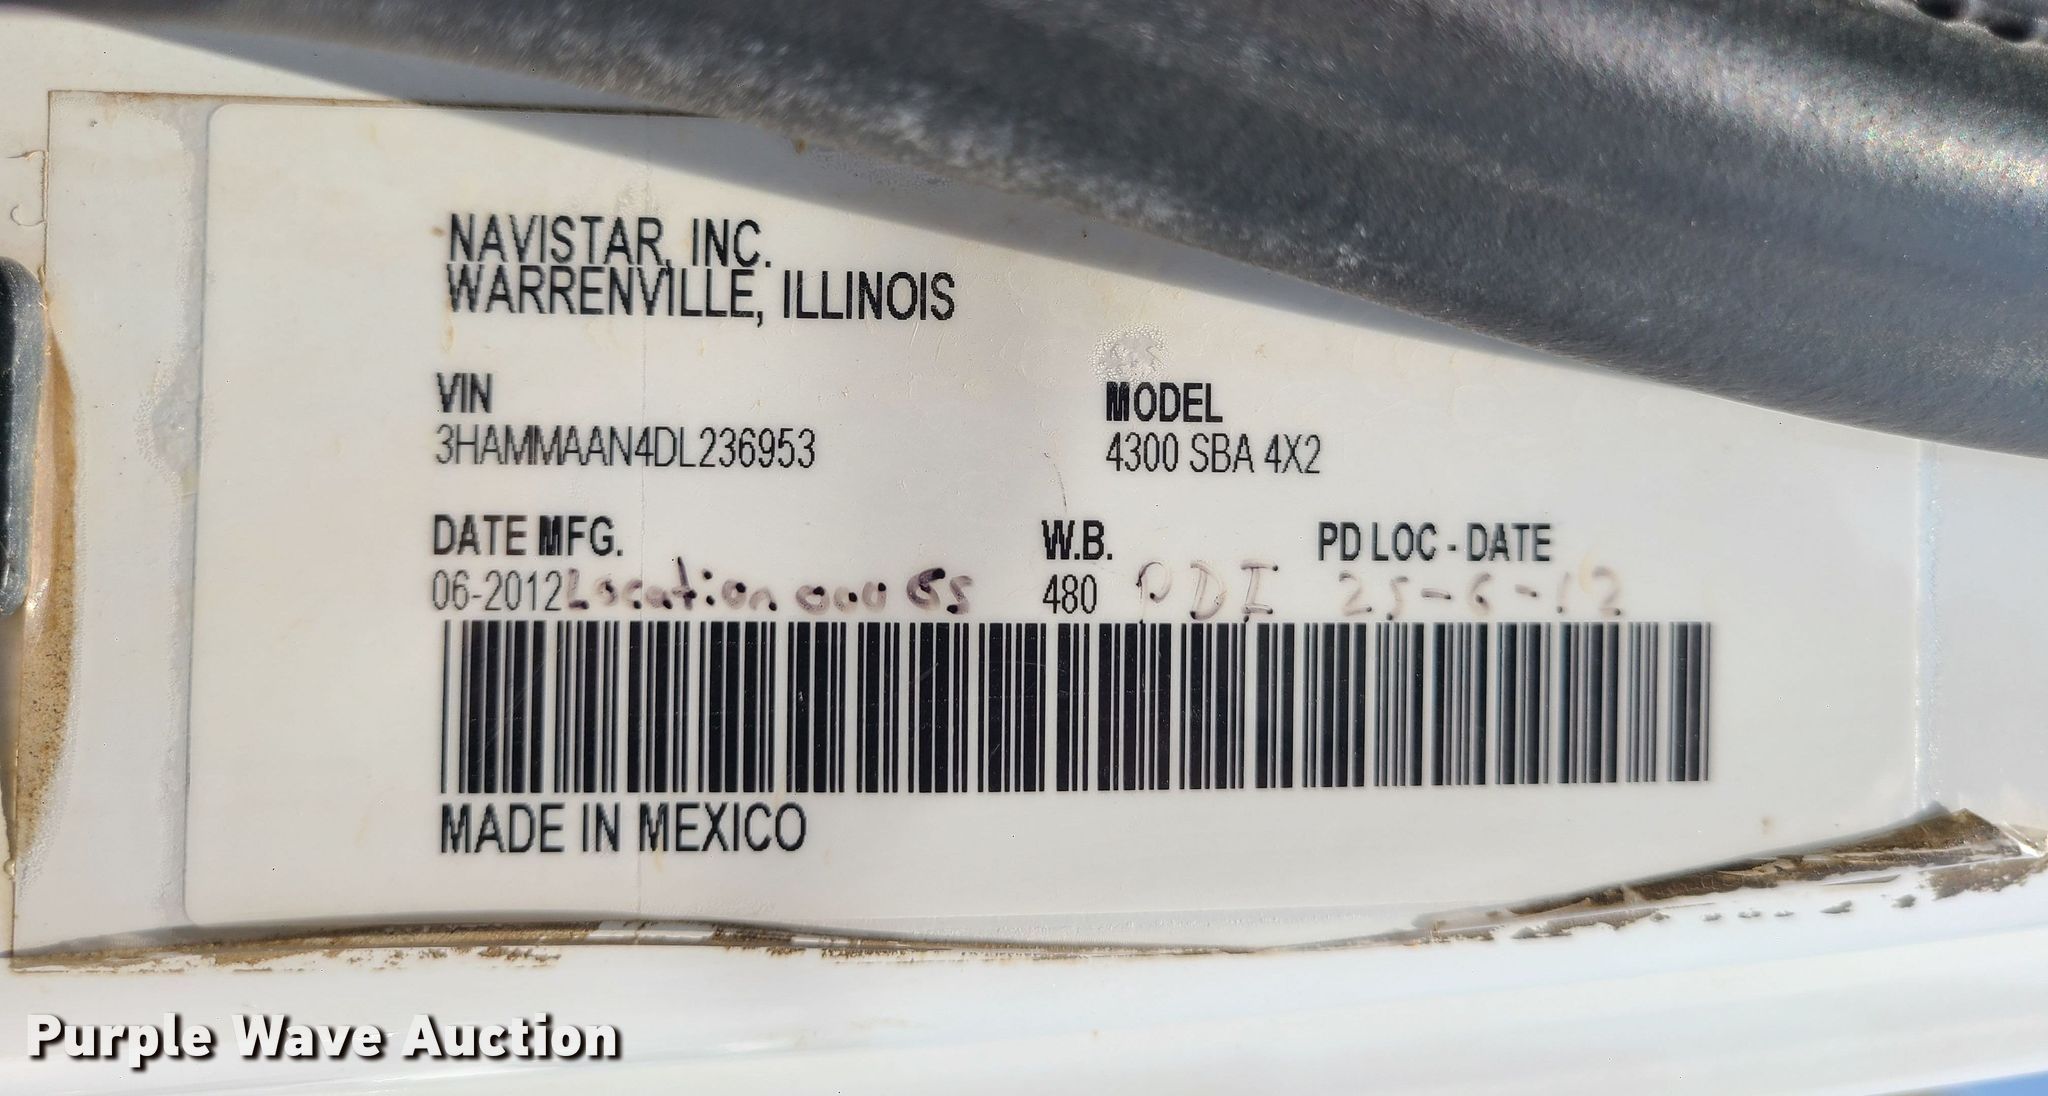 NAVISTAR, INC.
WARRENVILLE, ILLINOIS
VIN
3HAMMAAN4DL236953
MODEL
4300 SBA 4X2
DATE MFG.
06-2012 Location
W.B.
480 PDI
PD LOC - DATE
25-6-12
MADE IN MEXICO
Purple Wave Auction